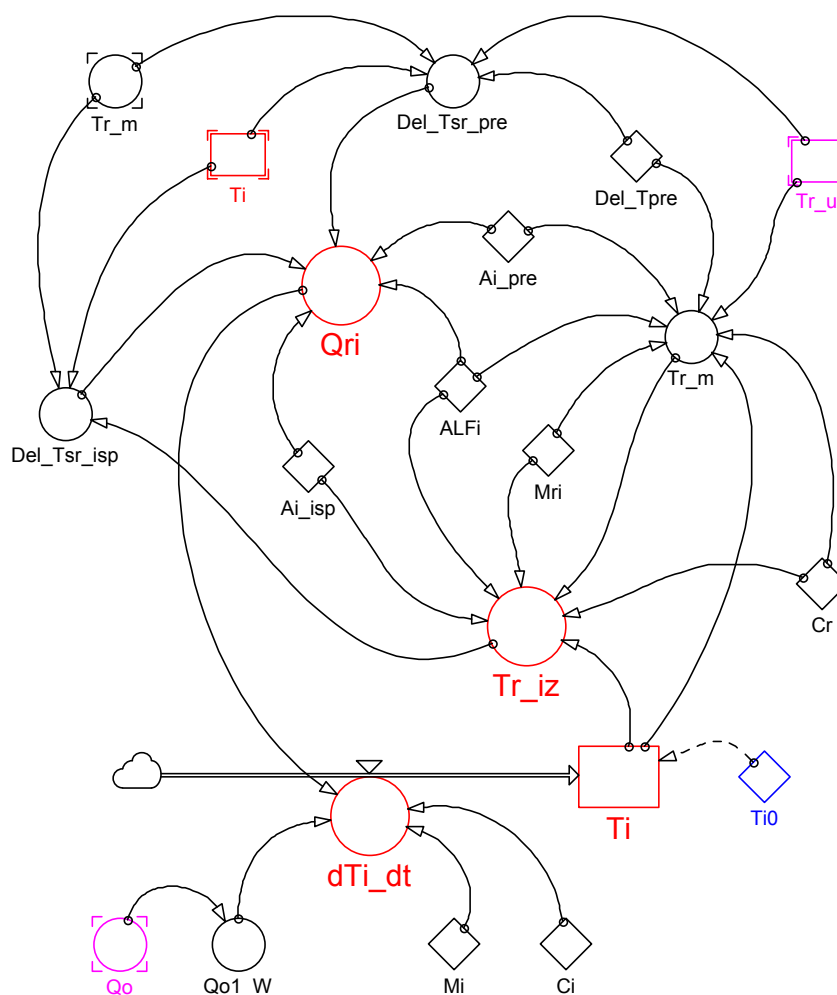 Tr_m
Del_Tsr_pre
Ti
Del_Tpre
Tr_u
Ai_pre
Qri
Tr_m
ALFi
Del_Tsr_isp
Mri
Ai_isp
Cr
Tr_iz
Ti
Ti0
dTi_dt
Qo
Qo1_W
Mi
Ci